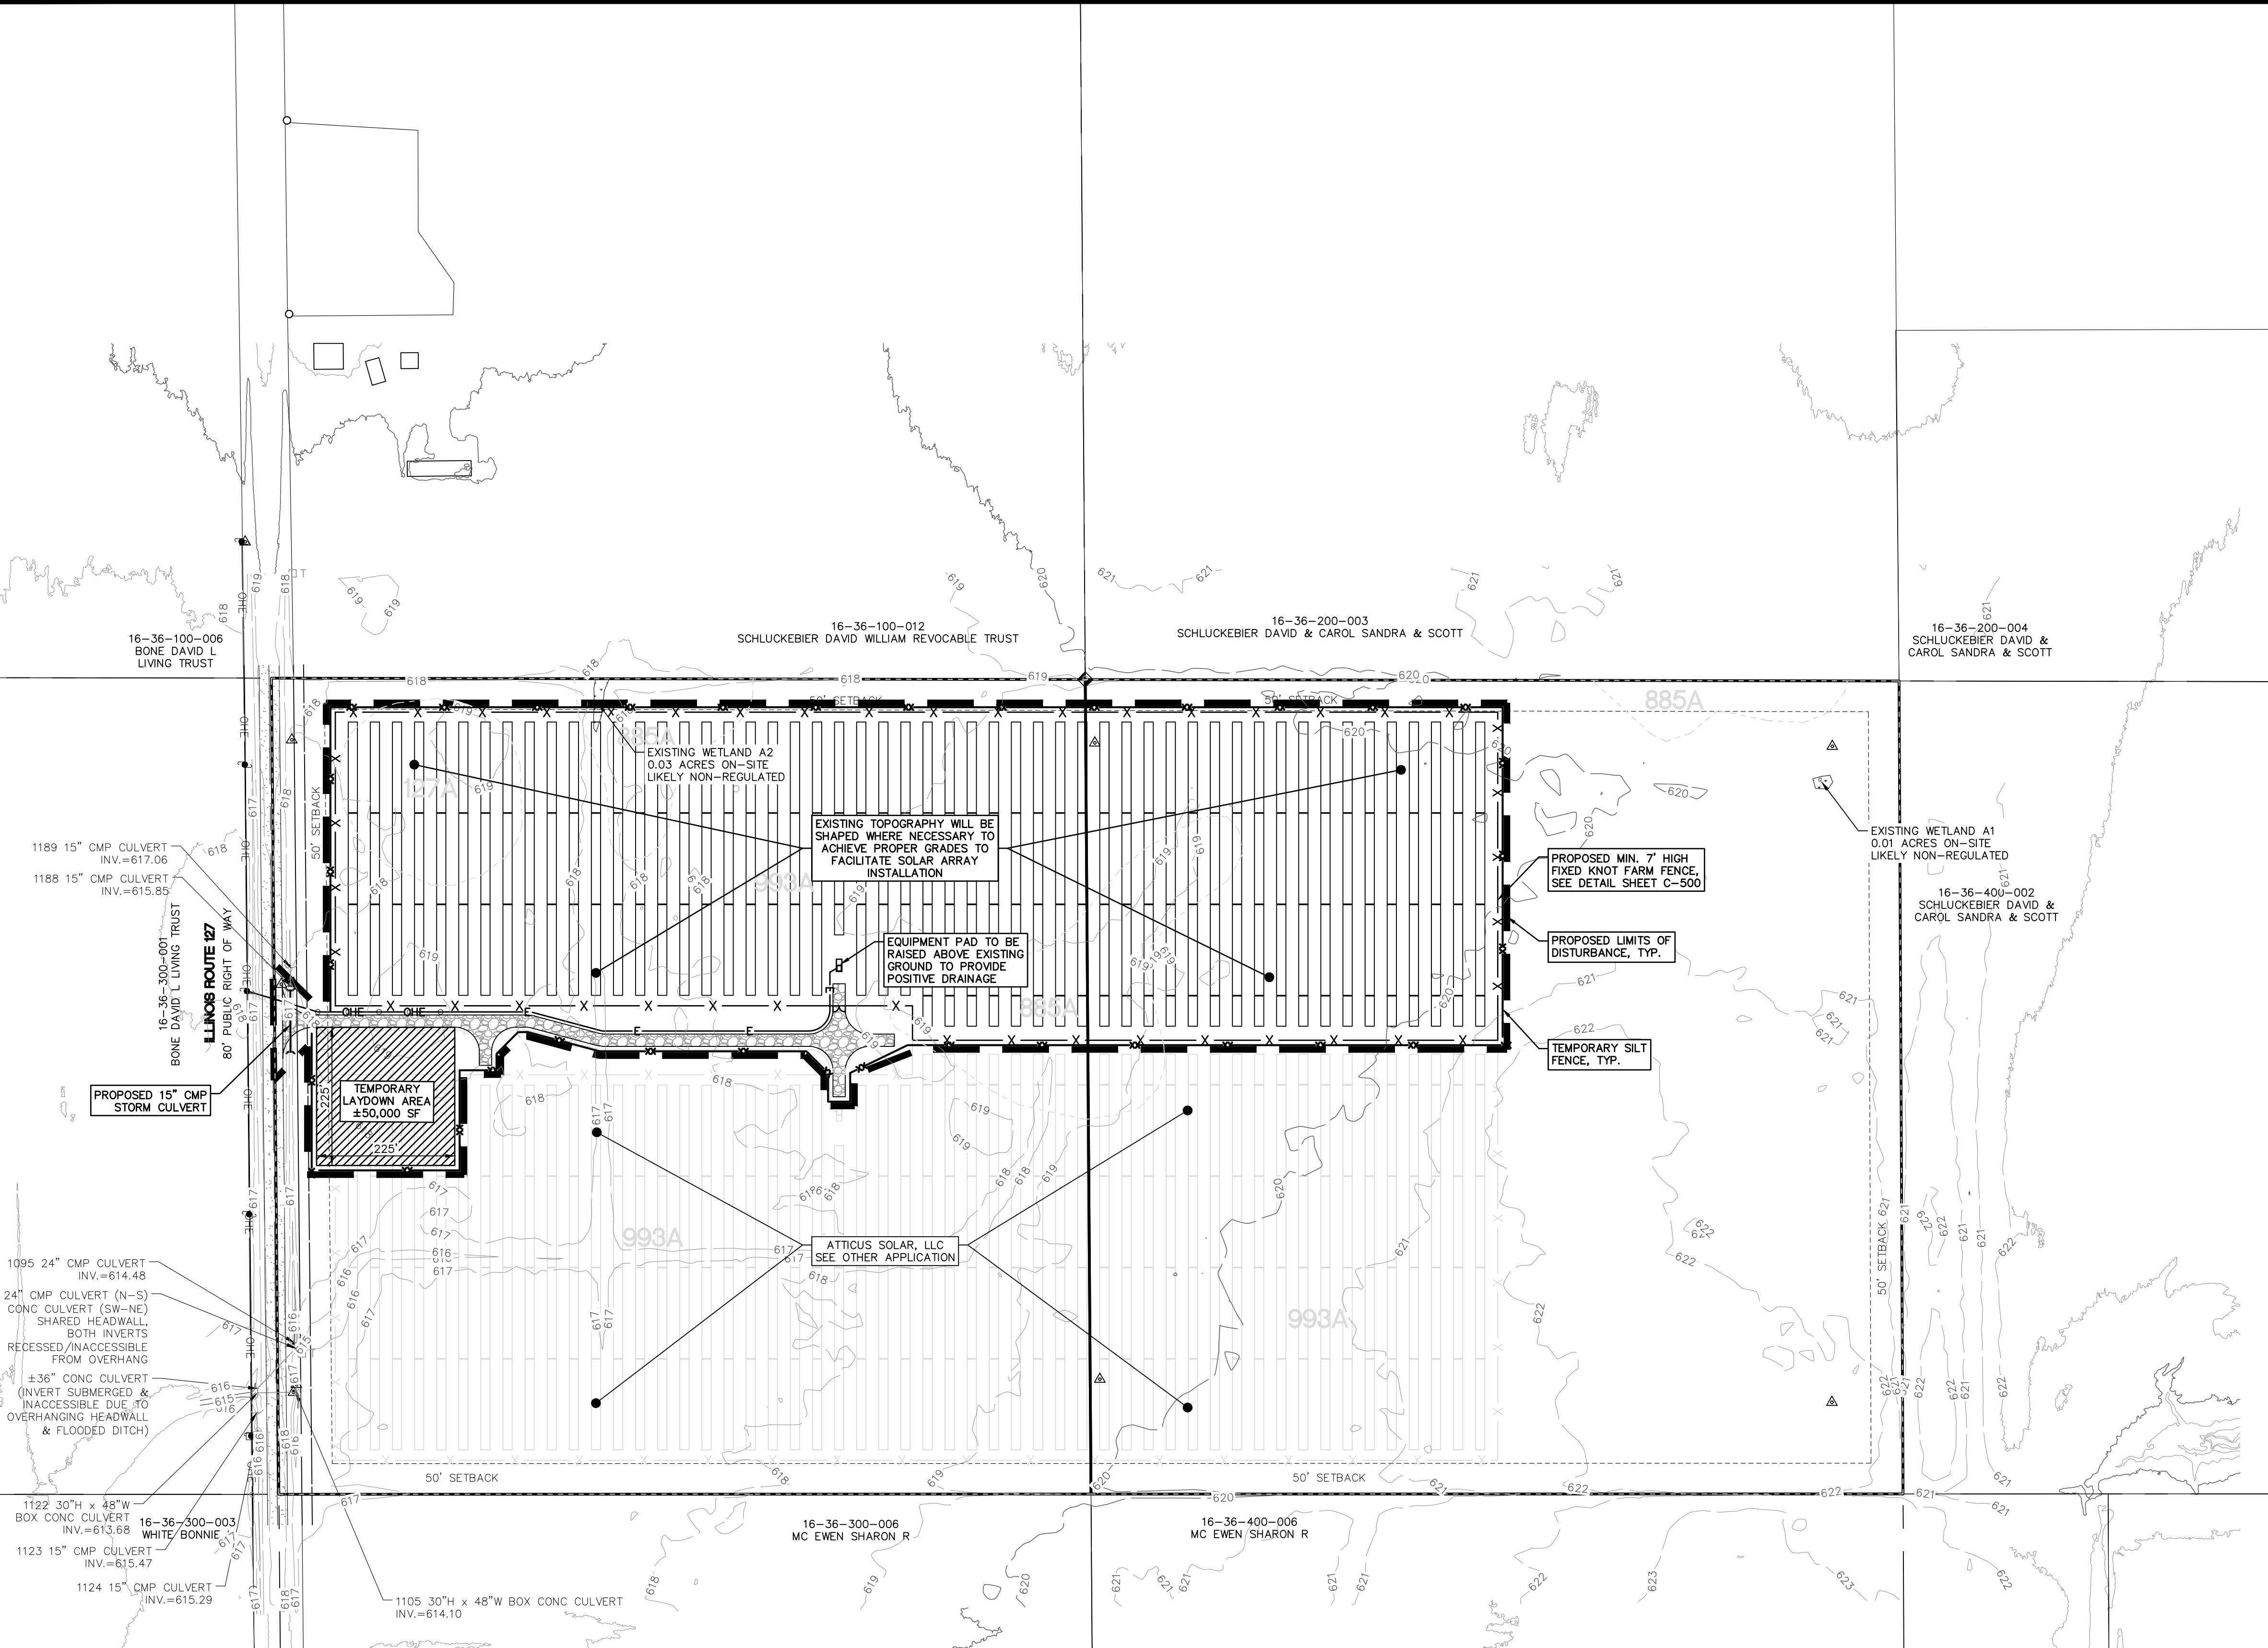 16-36-100-006
BONE DAVID L
LIVING TRUST
16-36-100-012
SCHLUCKEBIER DAVID WILLIAM REVOCABLE TRUST
16-36-200-003
SCHLUCKEBIER DAVID & CAROL SANDRA & SCOTT
16-36-200-004
SCHLUCKEBIER DAVID &
CAROL SANDRA & SCOTT
50' SETBACK
50' SETBACK
885A
885A
127A
EXISTING WETLAND A2
0.03 ACRES ON-SITE
LIKELY NON-REGULATED
50' SETBACK
EXISTING TOPOGRAPHY WILL BE
SHAPED WHERE NECESSARY TO
ACHIEVE PROPER GRADES TO
FACILITATE SOLAR ARRAY
INSTALLATION
993A
EXISTING WETLAND A1
0.01 ACRES ON-SITE
LIKELY NON-REGULATED
PROPOSED MIN. 7' HIGH
FIXED KNOT FARM FENCE,
SEE DETAIL SHEET C-500
16-36-400-002
SCHLUCKEBIER DAVID &
CAROL SANDRA & SCOTT
1189 15" CMP CULVERT
INV.=617.06
1188 15" CMP CULVERT
INV.=615.85
16-36-300-001
BONE DAVID L LIVING TRUST
ILLINOIS ROUTE 127
80' PUBLIC RIGHT OF WAY
EQUIPMENT PAD TO BE
RAISED ABOVE EXISTING
GROUND TO PROVIDE
POSITIVE DRAINAGE
PROPOSED LIMITS OF
DISTURBANCE, TYP.
885A
TEMPORARY SILT
FENCE, TYP.
OHE
OHE
E
E
E
PROPOSED 15" CMP
STORM CULVERT
TEMPORARY
LAYDOWN AREA
±50,000 SF
225'
225'
993A
ATTICUS SOLAR, LLC
SEE OTHER APPLICATION
993A
50' SETBACK
1095 24" CMP CULVERT
INV.=614.48
24" CMP CULVERT (N-S)
CONC CULVERT (SW-NE)
SHARED HEADWALL,
BOTH INVERTS
RECESSED/INACCESSIBLE
FROM OVERHANG
±36" CONC CULVERT
(INVERT SUBMERGED &
INACCESSIBLE DUE TO
OVERHANGING HEADWALL
& FLOODED DITCH)
50' SETBACK
50' SETBACK
1122 30"H x 48"W
BOX CONC CULVERT
INV.=613.68
16-36-300-003
WHITE BONNIE
1123 15" CMP CULVERT
INV.=615.47
1124 15" CMP CULVERT
INV.=615.29
1105 30"H x 48"W BOX CONC CULVERT
INV.=614.10
16-36-300-006
MC EWEN SHARON R
16-36-400-006
MC EWEN SHARON R